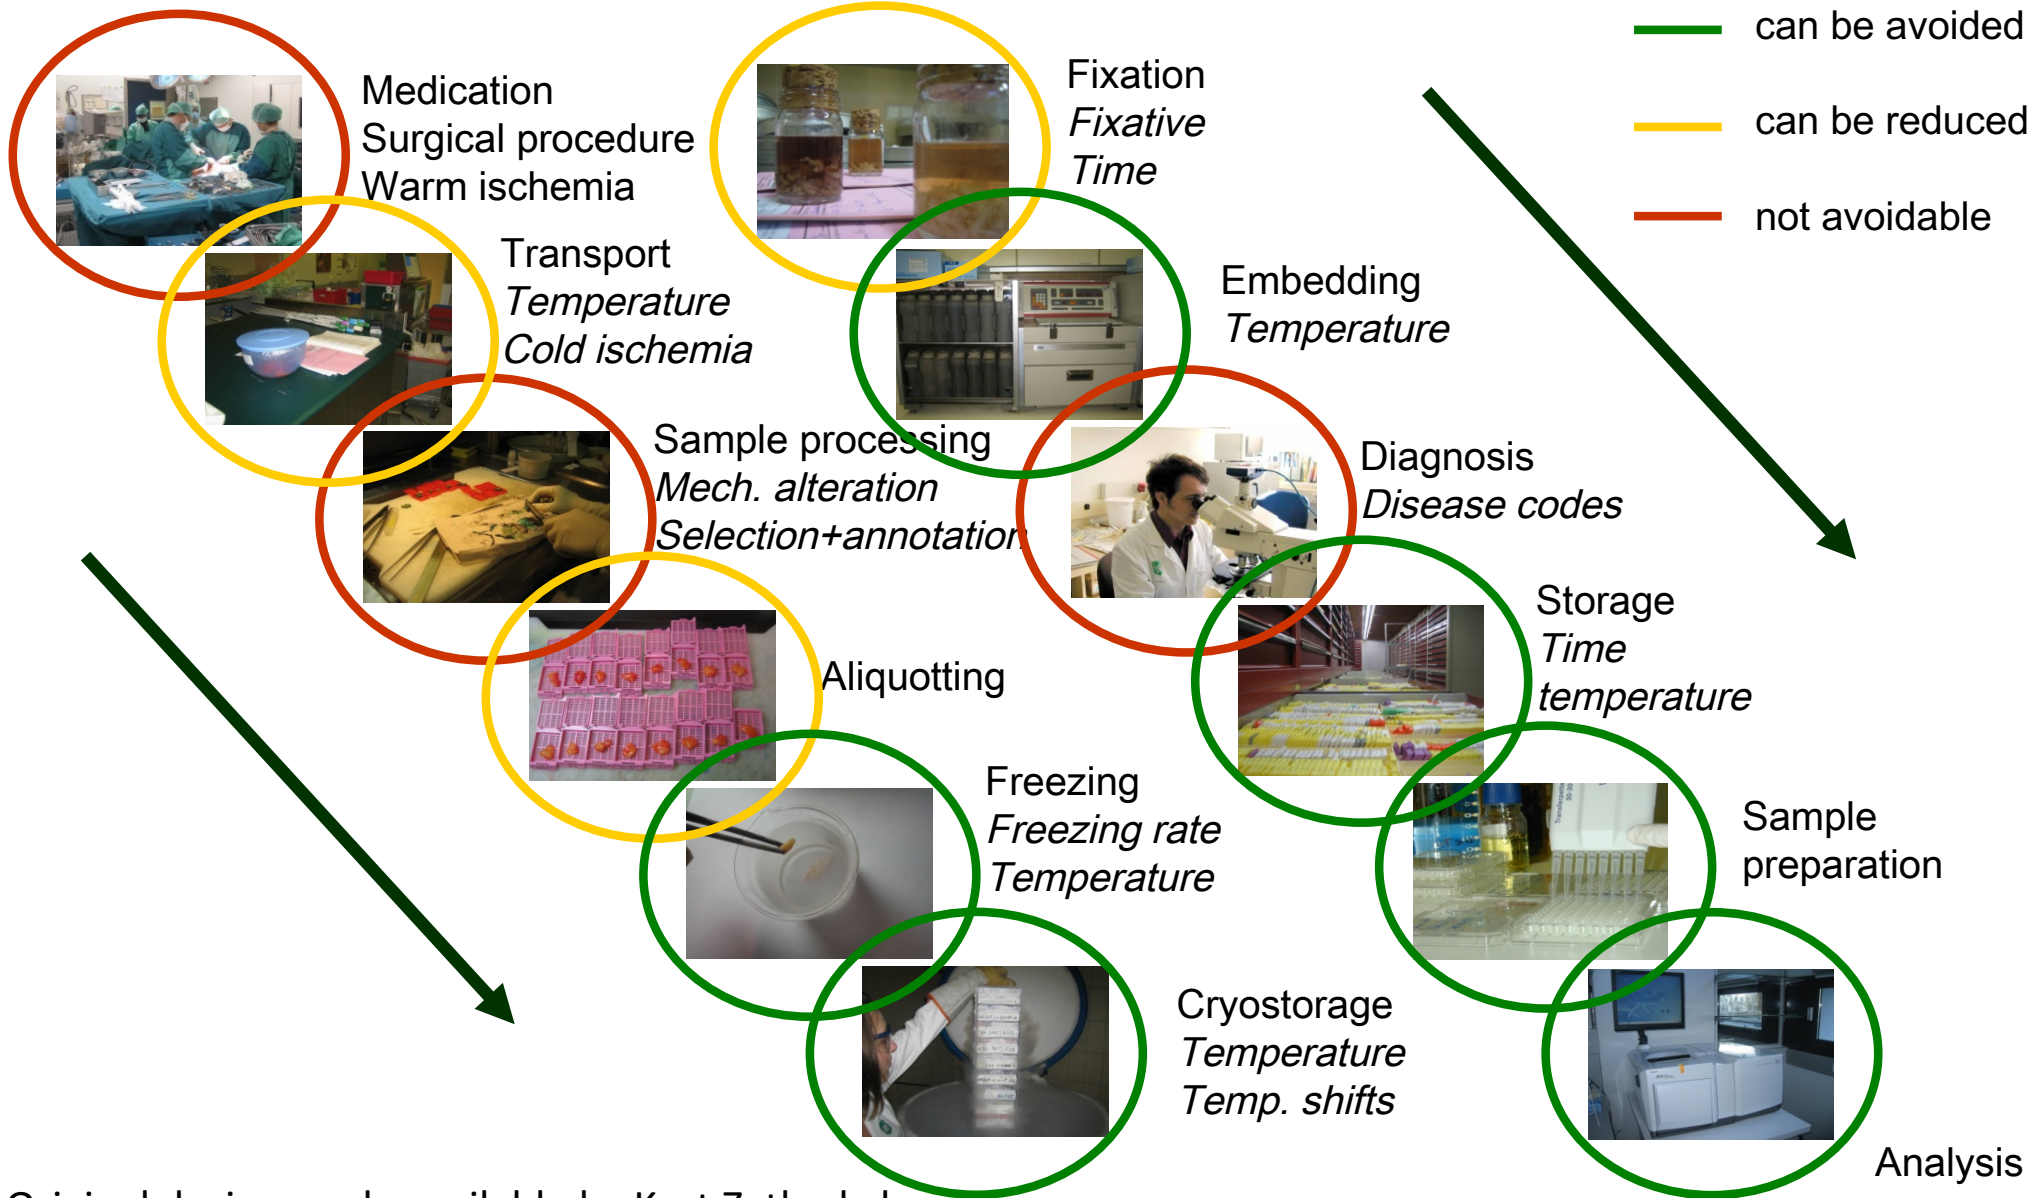 Medication
Surgical procedure
Warm ischemia
Transport
Temperature
Cold ischemia
Sample processing
Mech. alteration
Selection+annotation
Aliquotting
Freezing
Freezing rate
Temperature
Cryostorage
Temperature
Temp. shifts
Fixation
Fixative
Time
Embedding
Temperature
Diagnosis
Disease codes
Storage
Time
temperature
Sample
preparation
Analysis
can be avoided
can be reduced
not avoidable